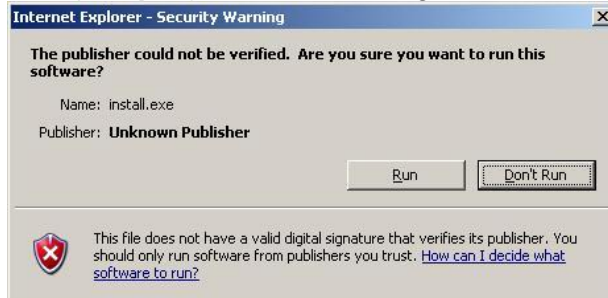 Internet Explorer - Security Warning
The publisher could not be verified.  Are you sure you want to run this
software?
Name: install.exe
Publisher: Unknown Publisher
Run
Don't Run
This file does not have a valid digital signature that verifies its publisher. You
should only run software from publishers you trust. How can I decide what
software to run?